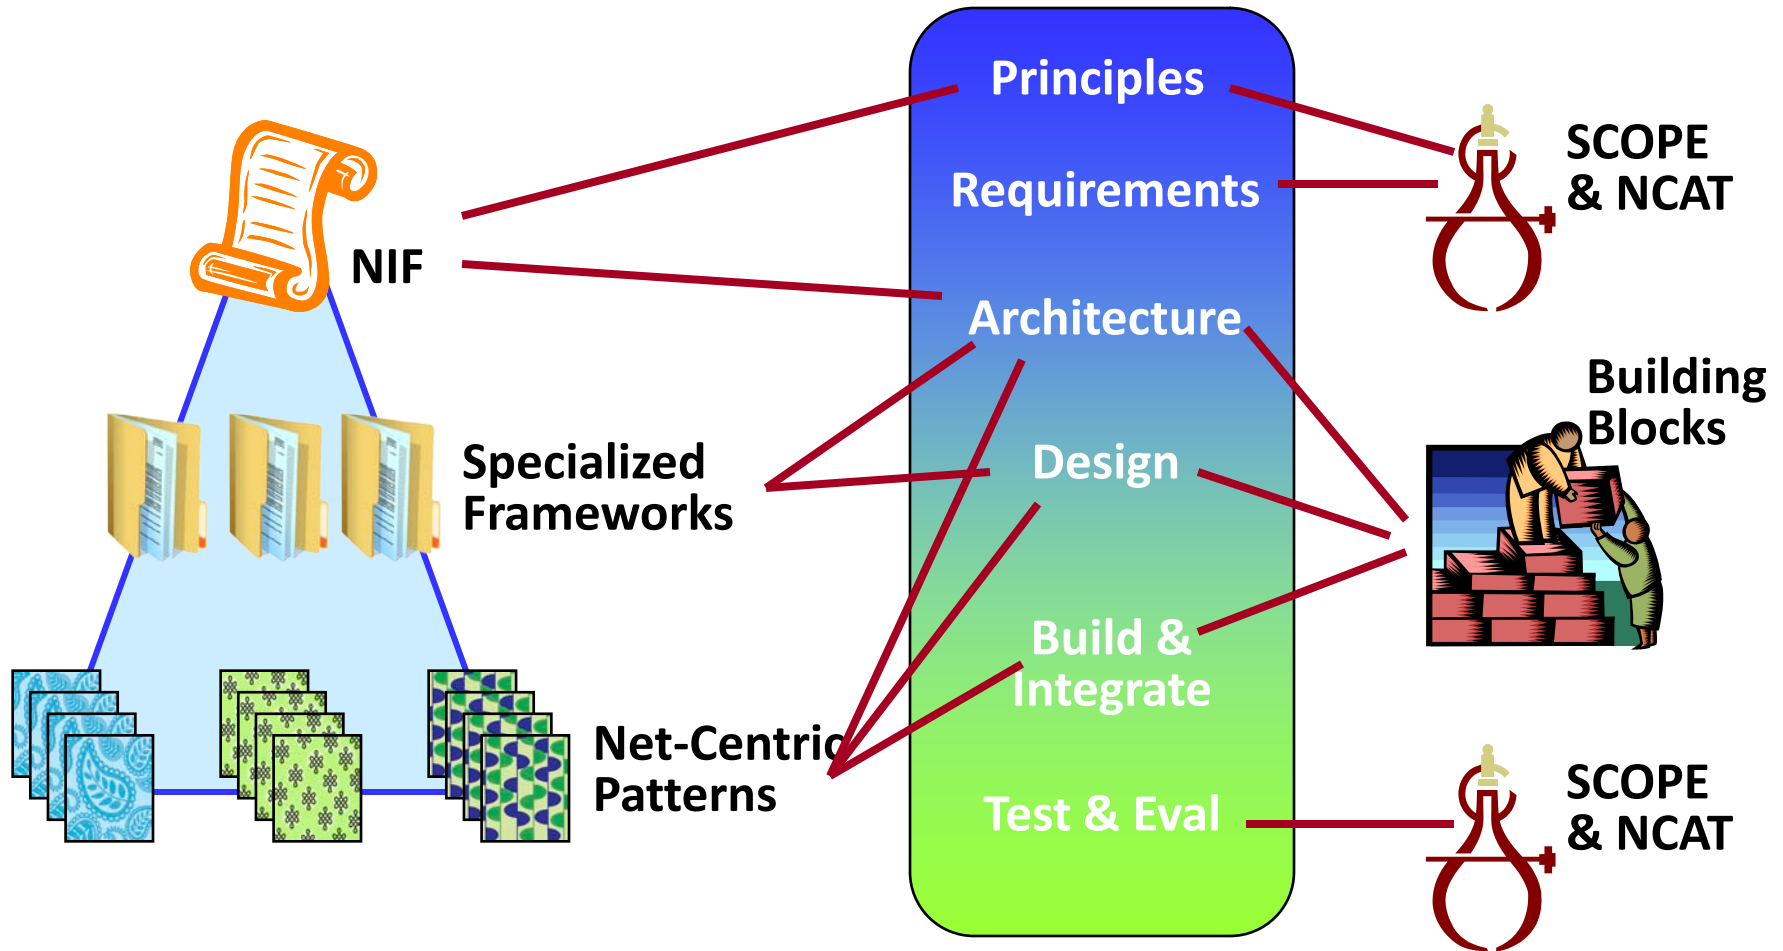 NIF
Specialized
Frameworks
Net-Centric
Patterns
Principles
Requirements
Architecture
Design
Build &
Integrate
Test & Eval
SCOPE
& NCAT
Building
Blocks
SCOPE
& NCAT